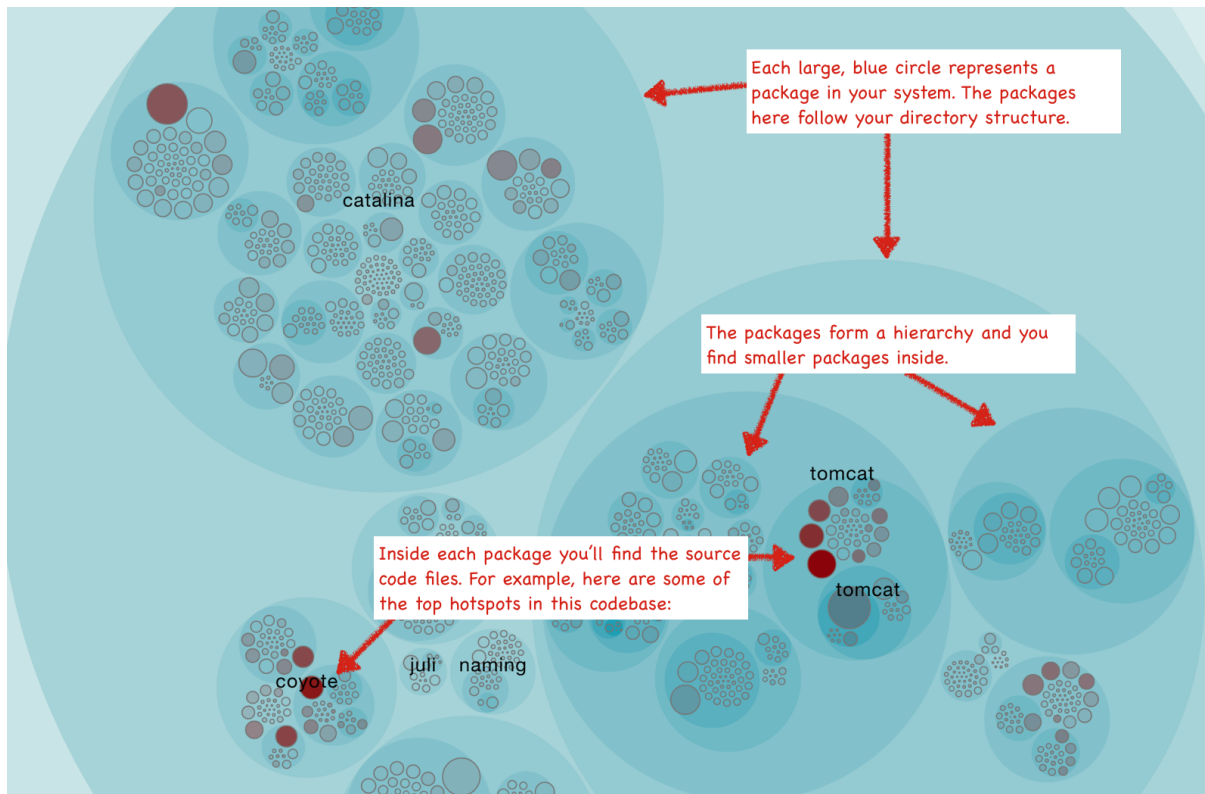 Each large, blue circle represents a
package in your system. The packages
here follow your directory structure.
catalina
The packages form a hierarchy and you
find smaller packages inside.
tomcat
Inside each package you'll find the source
code files. For example, here are some of
the top hotspots in this codebase:
tomcat
juli
naming
coyote